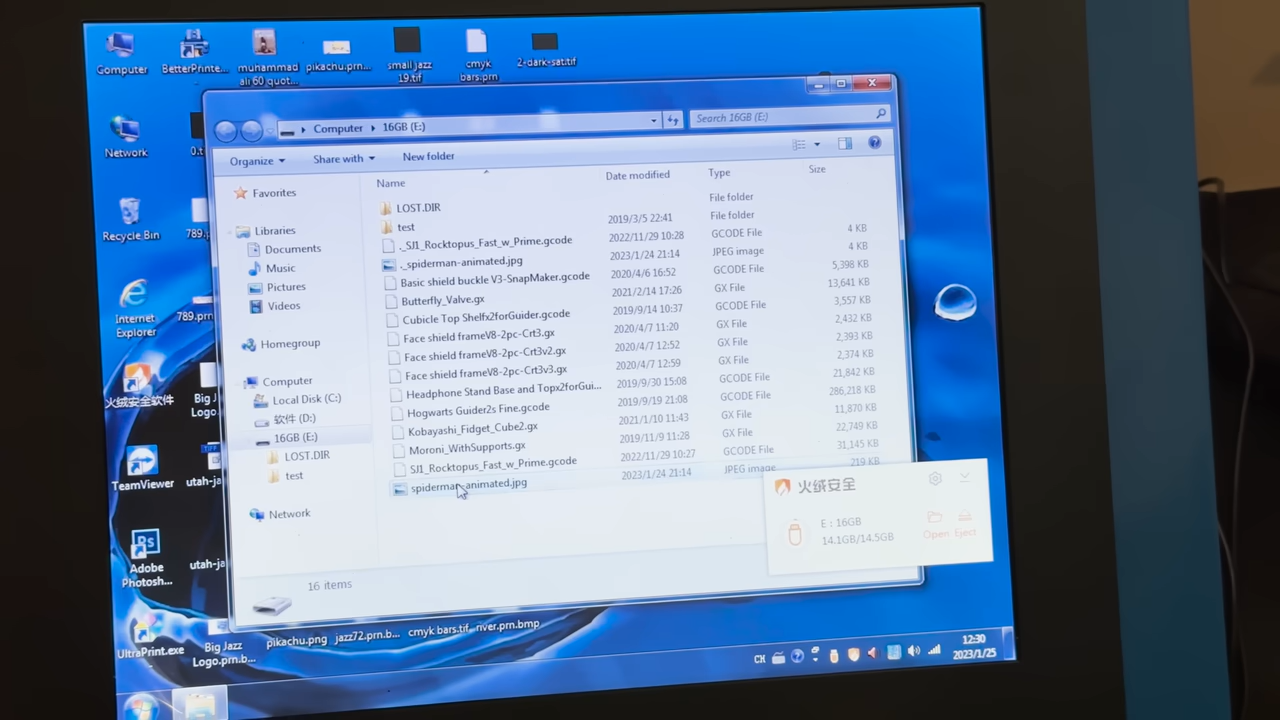 Computer
BetterPrinte...
muhammad
ali 60 quot...
pikachu.prn...
small jazz
19.tif
cmyk
bars.prn
2-dark-sat.tif
Network
Recycle Bin
789.p
Internet
Explorer
789.prn
火绒安全软件
Big J
Logo.
TeamViewer
utah-ja
Adobe
Photosh...
utah-ja
UltraPrint.exe
Big Jazz
Logo.prn.b...
pikachu.png
jazz72.prn.b...
cmyk bars.tif
river.prn.bmp
Computer
16GB (E:)
Search 16GB (E:)
Organize
Share with
New folder
Favorites
Libraries
Documents
Music
Pictures
Videos
Homegroup
Computer
Local Disk (C:)
软件 (D:)
16GB (E:)
LOST.DIR
test
Network
Name Date modified Type Size
LOST.DIR File folder
test 2019/3/5 22:41 File folder
._SJ1_Rocktopus_Fast_w_Prime.gcode 2022/11/29 10:28 GCODE File 4 KB
._spiderman-animated.jpg 2023/1/24 21:14 JPEG image 4 KB
Basic shield buckle V3-SnapMaker.gcode 2020/4/6 16:52 GCODE File 5,398 KB
Butterfly_Valve.gx 2021/2/14 17:26 GX File 13,641 KB
Cubicle Top Shelfx2forGuider.gcode 2019/9/14 10:37 GCODE File 3,557 KB
Face shield frameV8-2pc-Crt3.gx 2020/4/7 11:20 GX File 2,432 KB
Face shield frameV8-2pc-Crt3v2.gx 2020/4/7 12:52 GX File 2,393 KB
Face shield frameV8-2pc-Crt3v3.gx 2020/4/7 12:59 GX File 2,374 KB
Headphone Stand Base and Topx2forGui... 2019/9/30 15:08 GCODE File 21,842 KB
Hogwarts Guider2s Fine.gcode 2019/9/19 21:08 GCODE File 286,218 KB
Kobayashi_Fidget_Cube2.gx 2021/1/10 11:43 GX File 11,870 KB
Moroni_WithSupports.gx 2019/11/9 11:28 GX File 22,749 KB
SJ1_Rocktopus_Fast_w_Prime.gcode 2022/11/29 10:27 GCODE File 31,145 KB
spiderman-animated.jpg 2023/1/24 21:14 JPEG image 219 KB
16 items
火绒安全
E : 16GB
14.1GB/14.5GB
Open Eject
CH
12:30
2023/1/25